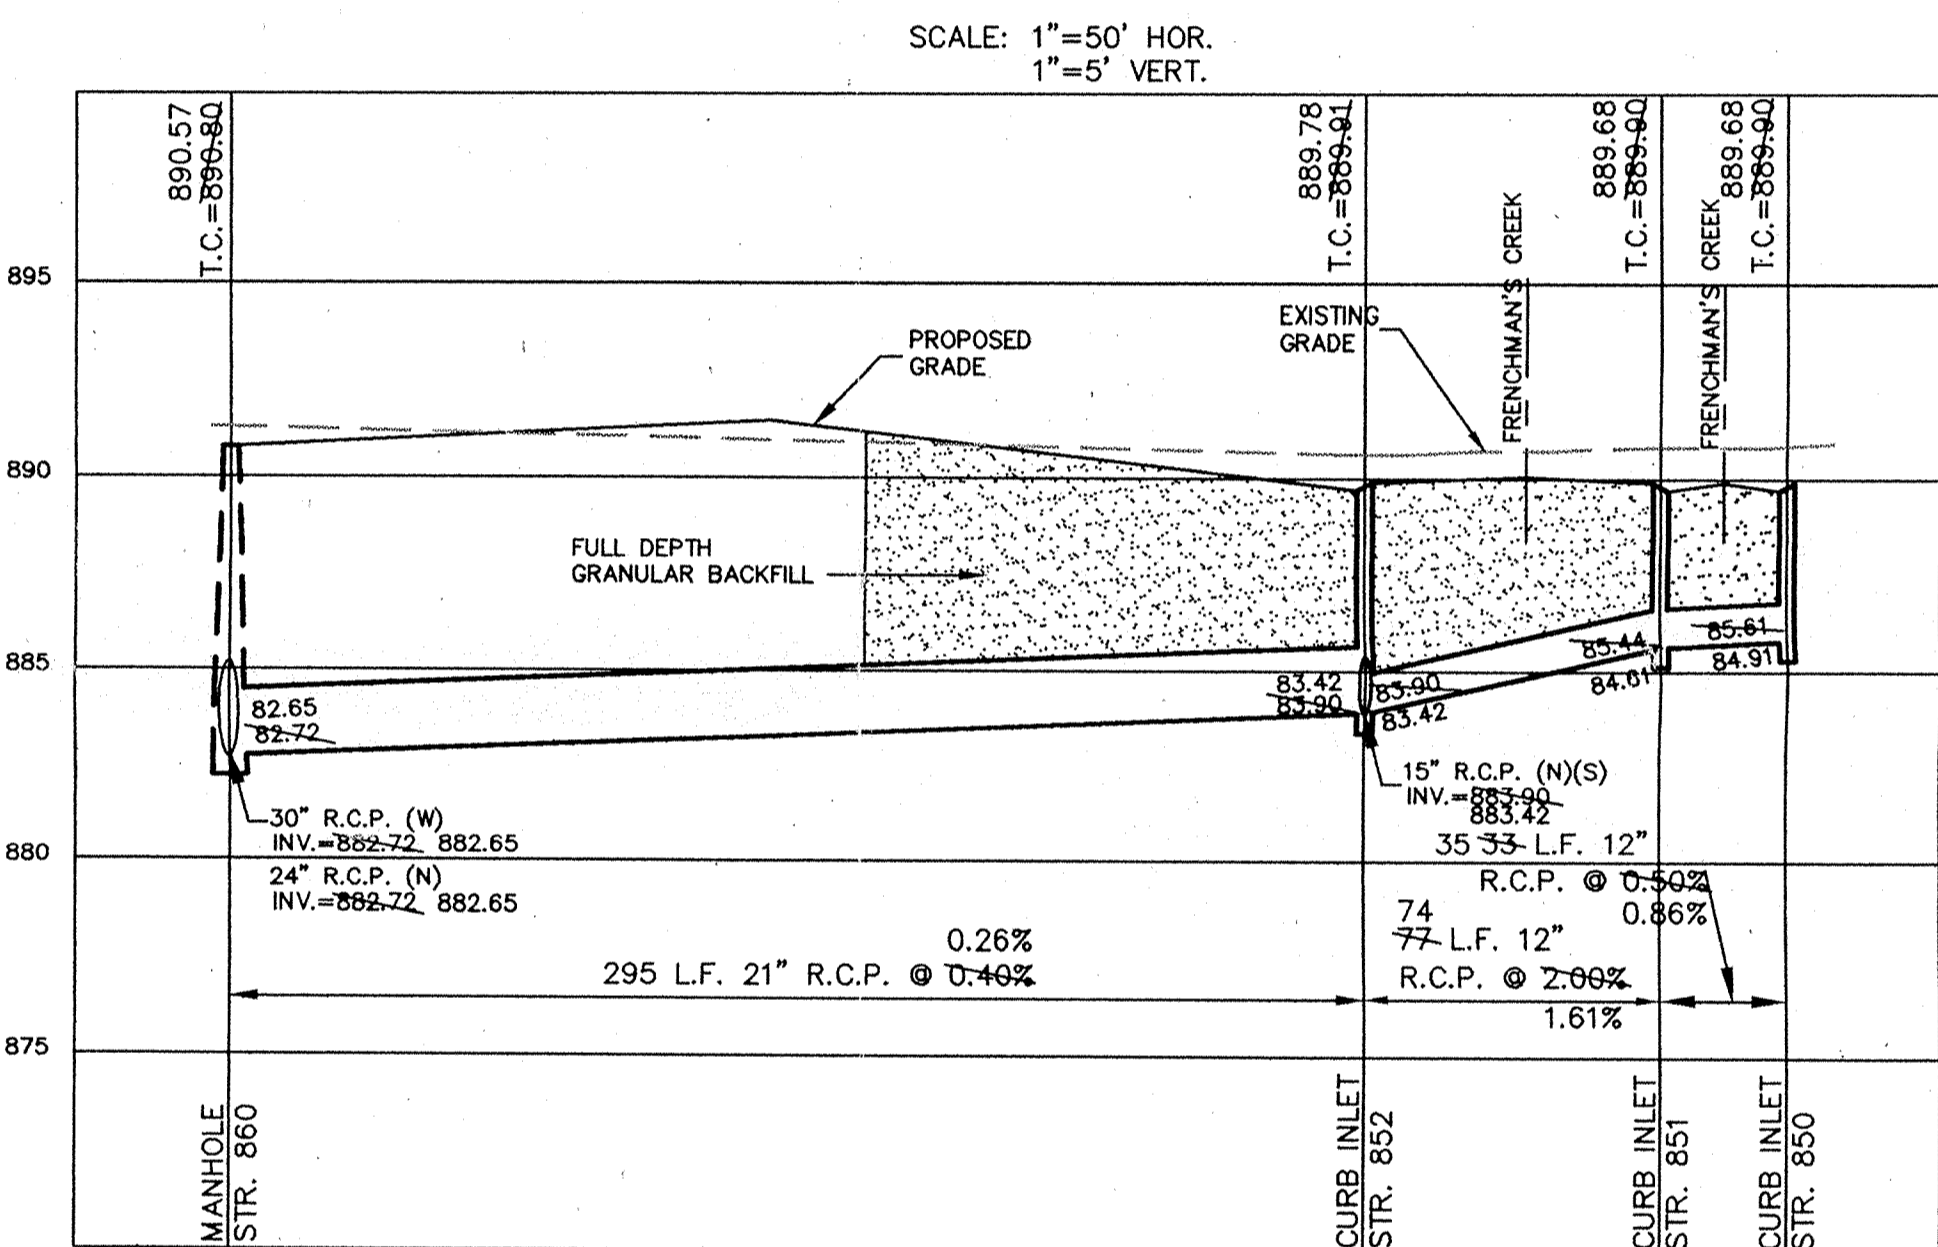 SCALE: 1"=50' HOR.
1"=5' VERT.
890.57
T.C.=890.80
889.78
T.C.=889.91
889.68
T.C.=889.90
889.68
T.C.=889.90
FRENCHMAN'S CREEK
FRENCHMAN'S CREEK
895
PROPOSED
GRADE
EXISTING
GRADE
890
FULL DEPTH
GRANULAR BACKFILL
885
82.65
82.72
83.42
83.90
83.90
83.42
85.44
84.61
85.61
84.91
30" R.C.P. (W)
INV.=882.72 882.65
24" R.C.P. (N)
INV.=882.72 882.65
15" R.C.P. (N)(S)
INV.=883.90
883.42
880
35 33 L.F. 12"
R.C.P. @ 0.50%
0.86%
74
77 L.F. 12"
R.C.P. @ 2.00%
1.61%
0.26%
295 L.F. 21" R.C.P. @ 0.40%
875
MANHOLE
STR. 860
CURB INLET
STR. 852
CURB INLET
STR. 851
CURB INLET
STR. 850